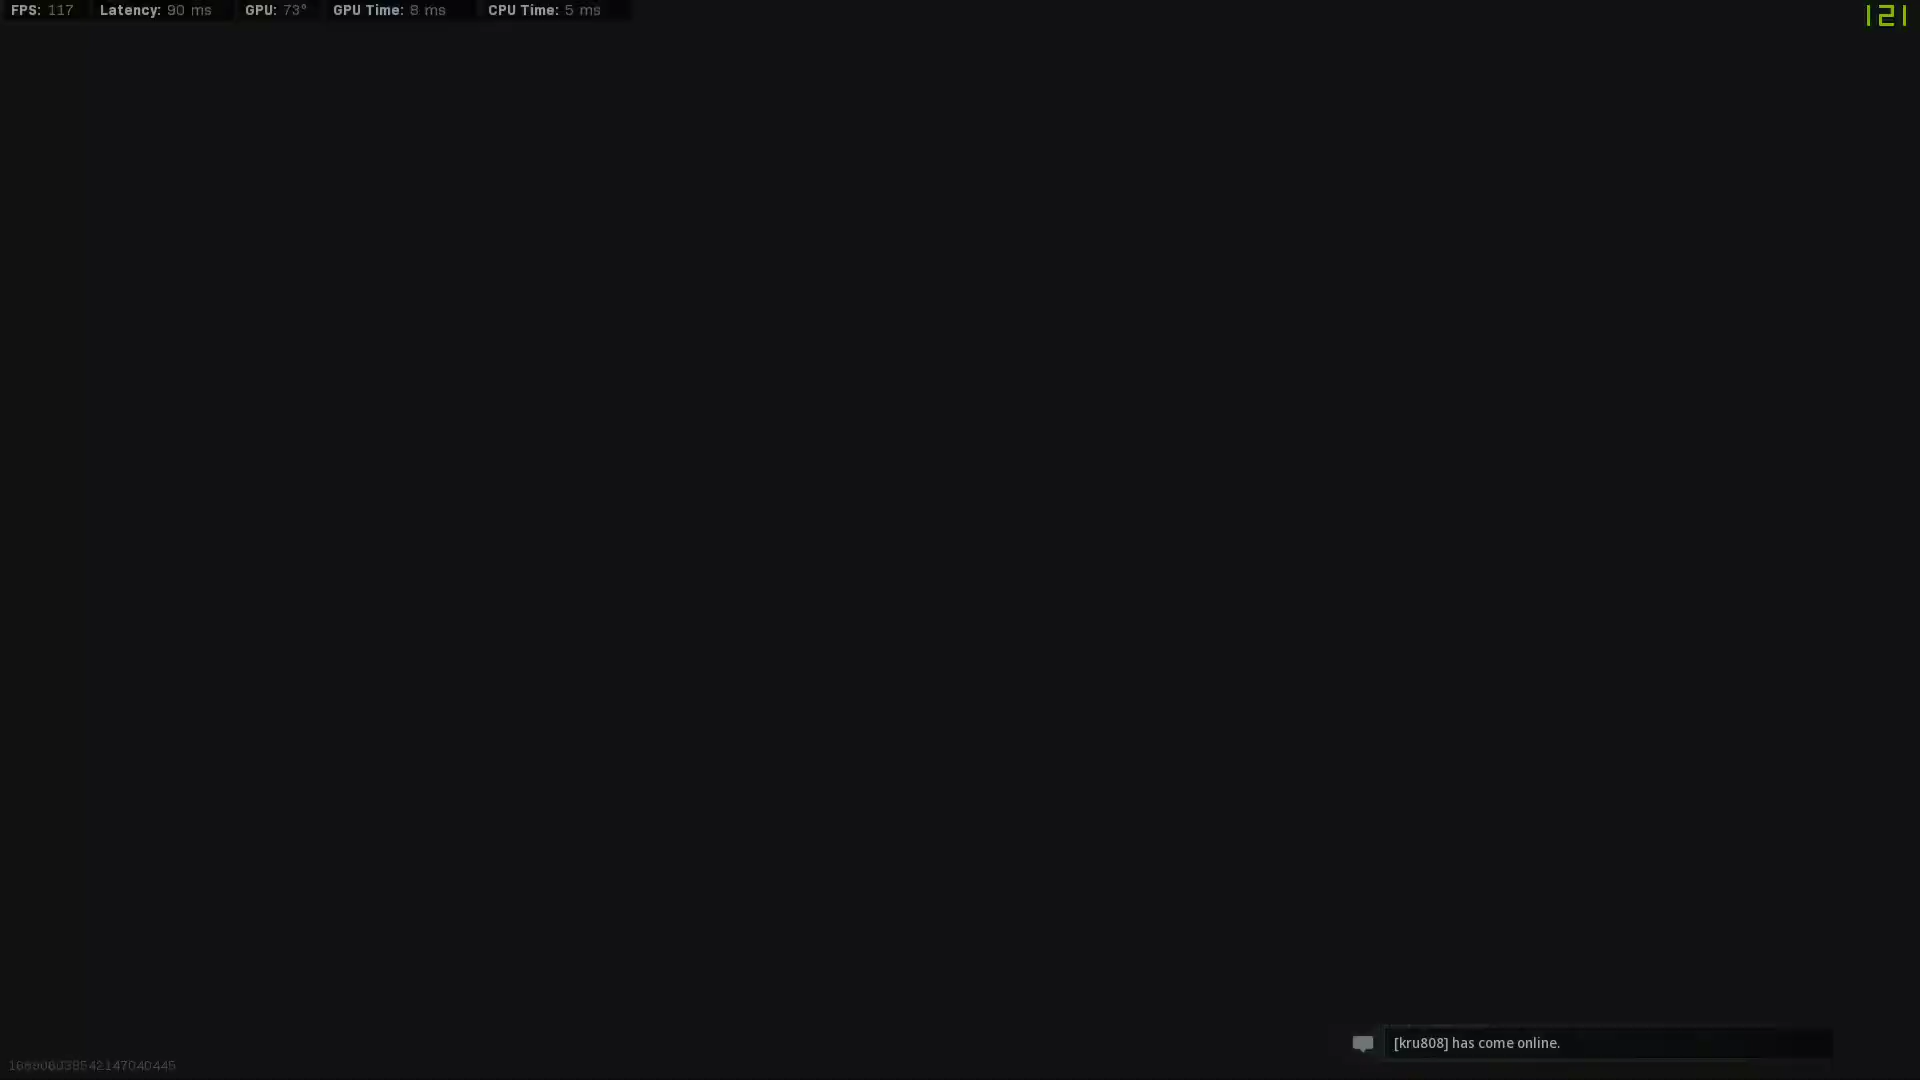 FPS: 117 Latency: 90 ms GPU: 73° GPU Time: 8 ms CPU Time: 5 ms
121
[kru808] has come online.